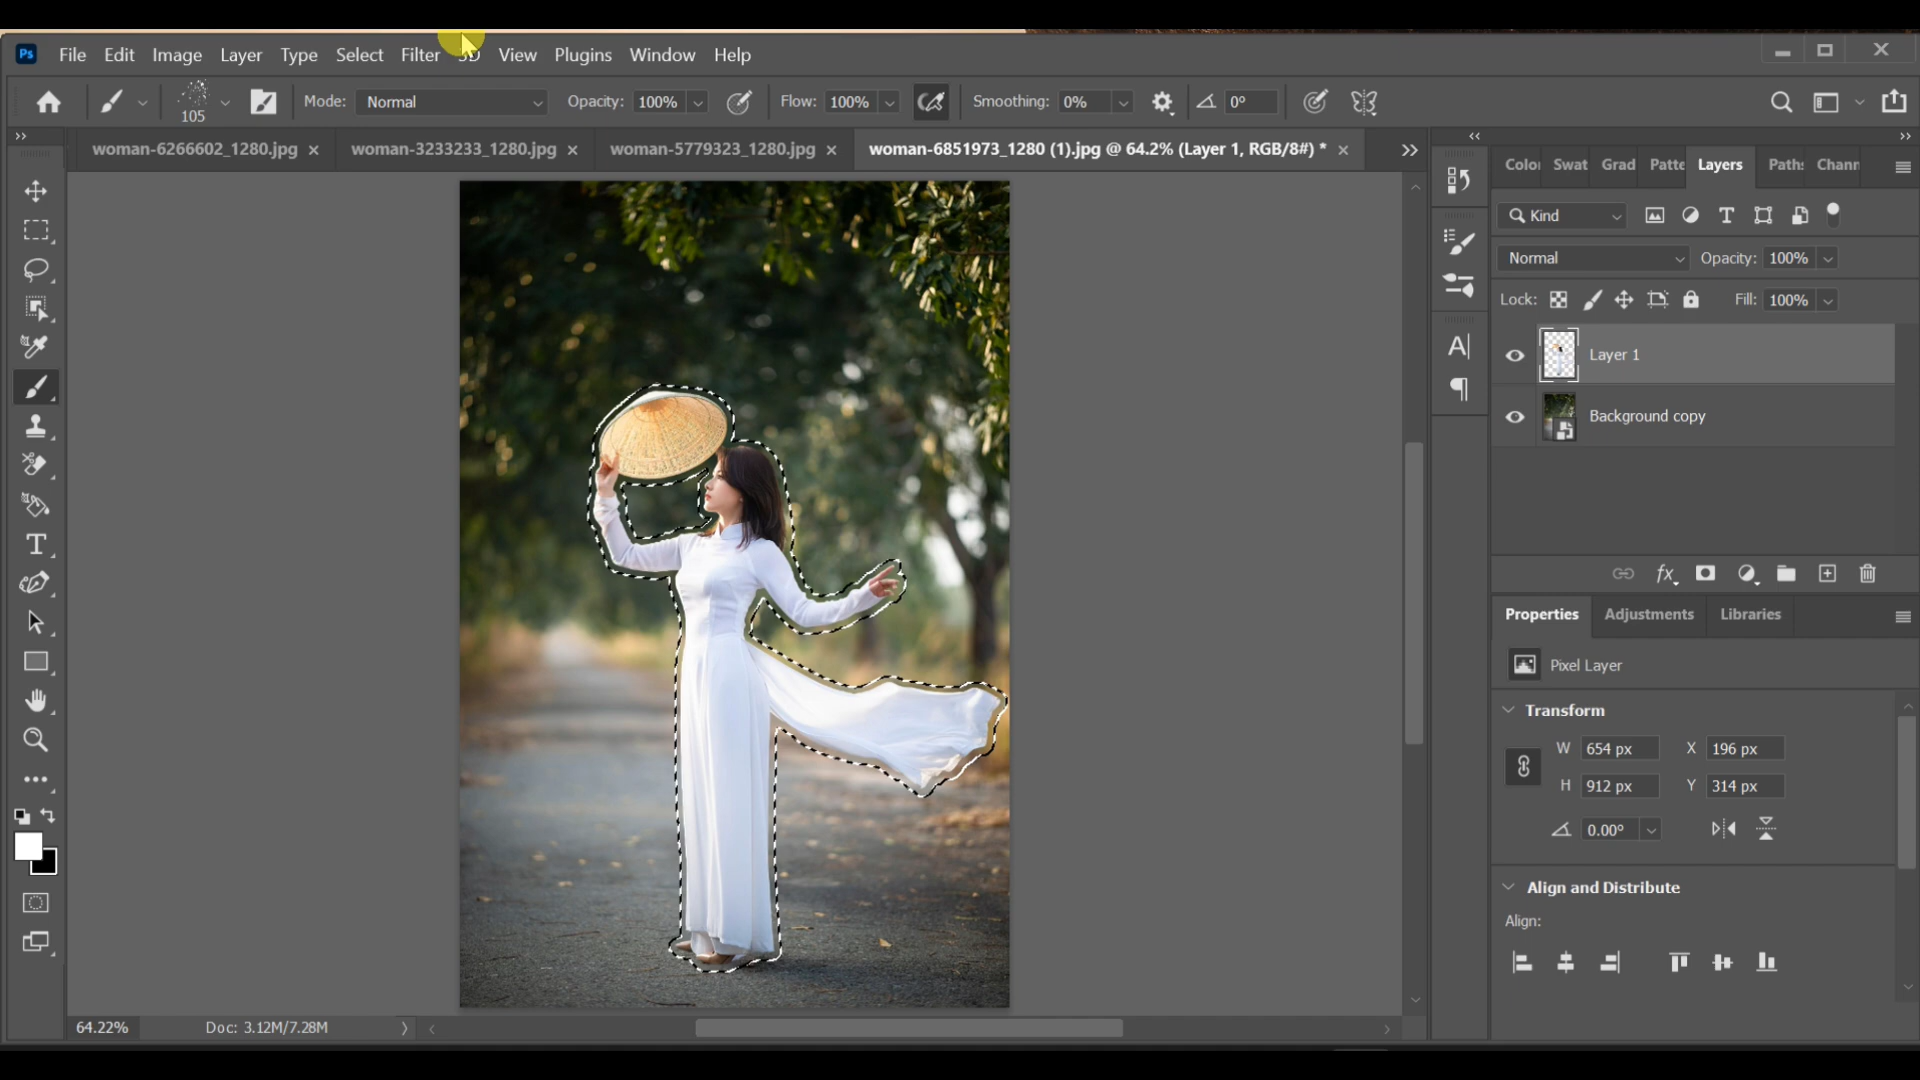 Ps File Edit Image Layer Type Select Filter 3D View Plugins Window Help
105 Mode: Normal Opacity: 100% Flow: 100% Smoothing: 0% 0°
woman-6266602_1280.jpg × woman-3233233_1280.jpg × woman-5779323_1280.jpg × woman-6851973_1280 (1).jpg @ 64.2% (Layer 1, RGB/8#) * ×
Color Swat Grad Patte Layers Paths Chann
Kind
Normal Opacity: 100%
Lock: Fill: 100%
Layer 1
Background copy
fx
Properties Adjustments Libraries
Pixel Layer
Transform
W 654 px X 196 px
H 912 px Y 314 px
0.00°
Align and Distribute
Align:
64.22% Doc: 3.12M/7.28M